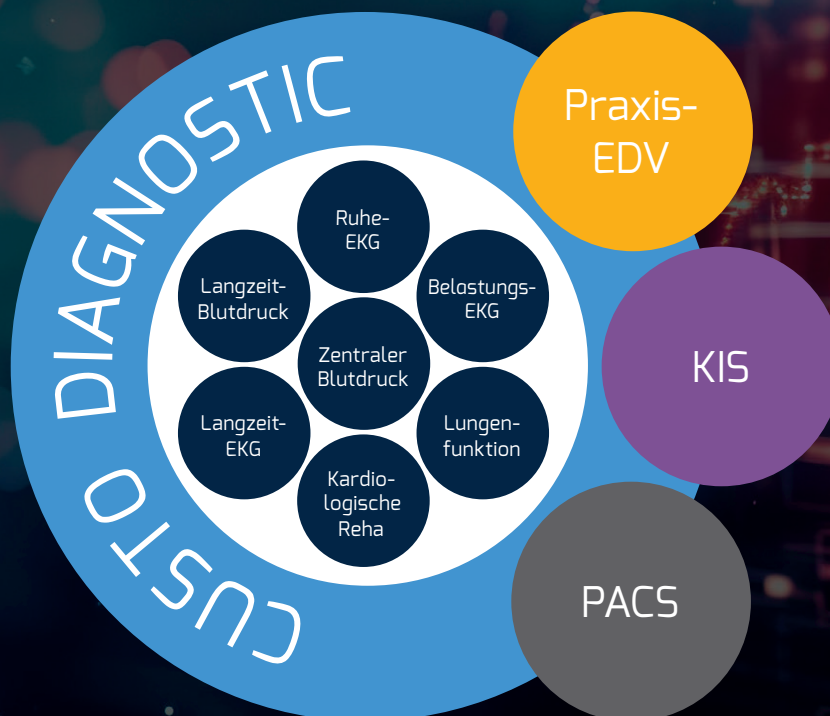 CUSTO DIAGNOSTIC
Ruhe-
EKG
Langzeit-
Blutdruck
Belastungs-
EKG
Zentraler
Blutdruck
Langzeit-
EKG
Lungen-
funktion
Kardio-
logische
Reha
Praxis-
EDV
KIS
PACS